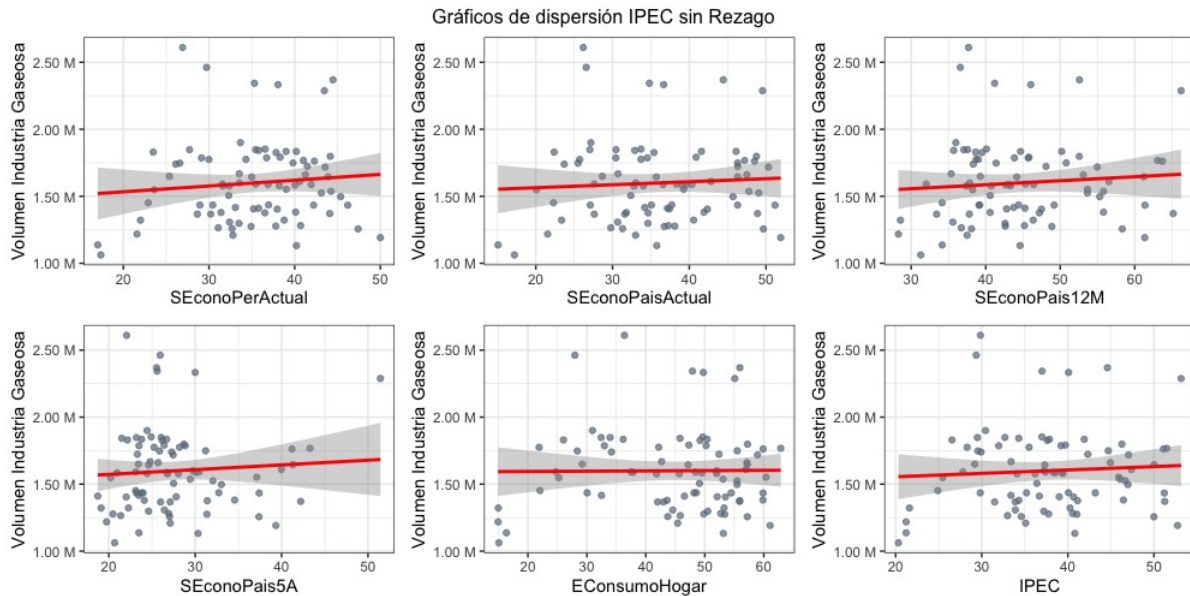 Gráficos de dispersión IPEC sin Rezago
Volumen Industria Gaseosa
2.50 M
2.00 M
1.50 M
1.00 M
20 30 40 50
SEconoPerActual
Volumen Industria Gaseosa
2.50 M
2.00 M
1.50 M
1.00 M
20 30 40 50
SEconoPaisActual
Volumen Industria Gaseosa
2.50 M
2.00 M
1.50 M
1.00 M
30 40 50 60
SEconoPais12M
Volumen Industria Gaseosa
2.50 M
2.00 M
1.50 M
1.00 M
20 30 40 50
SEconoPais5A
Volumen Industria Gaseosa
2.50 M
2.00 M
1.50 M
1.00 M
20 30 40 50 60
EConsumoHogar
Volumen Industria Gaseosa
2.50 M
2.00 M
1.50 M
1.00 M
20 30 40 50
IPEC